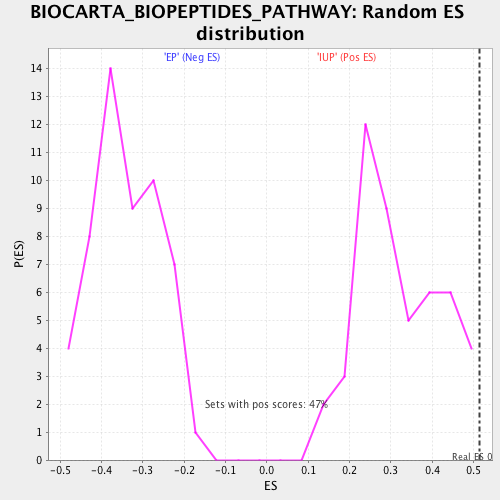 BIOCARTA_BIOPEPTIDES_PATHWAY: Random ES
distribution
'EP' (Neg ES) 'IUP' (Pos ES)
14
13
12
11
10
9
8
7
6
5
4
3
2
1
0
P(ES)
Sets with pos scores: 47%
Real ES 0
-0.5 -0.4 -0.3 -0.2 -0.1 0.0 0.1 0.2 0.3 0.4 0.5
ES